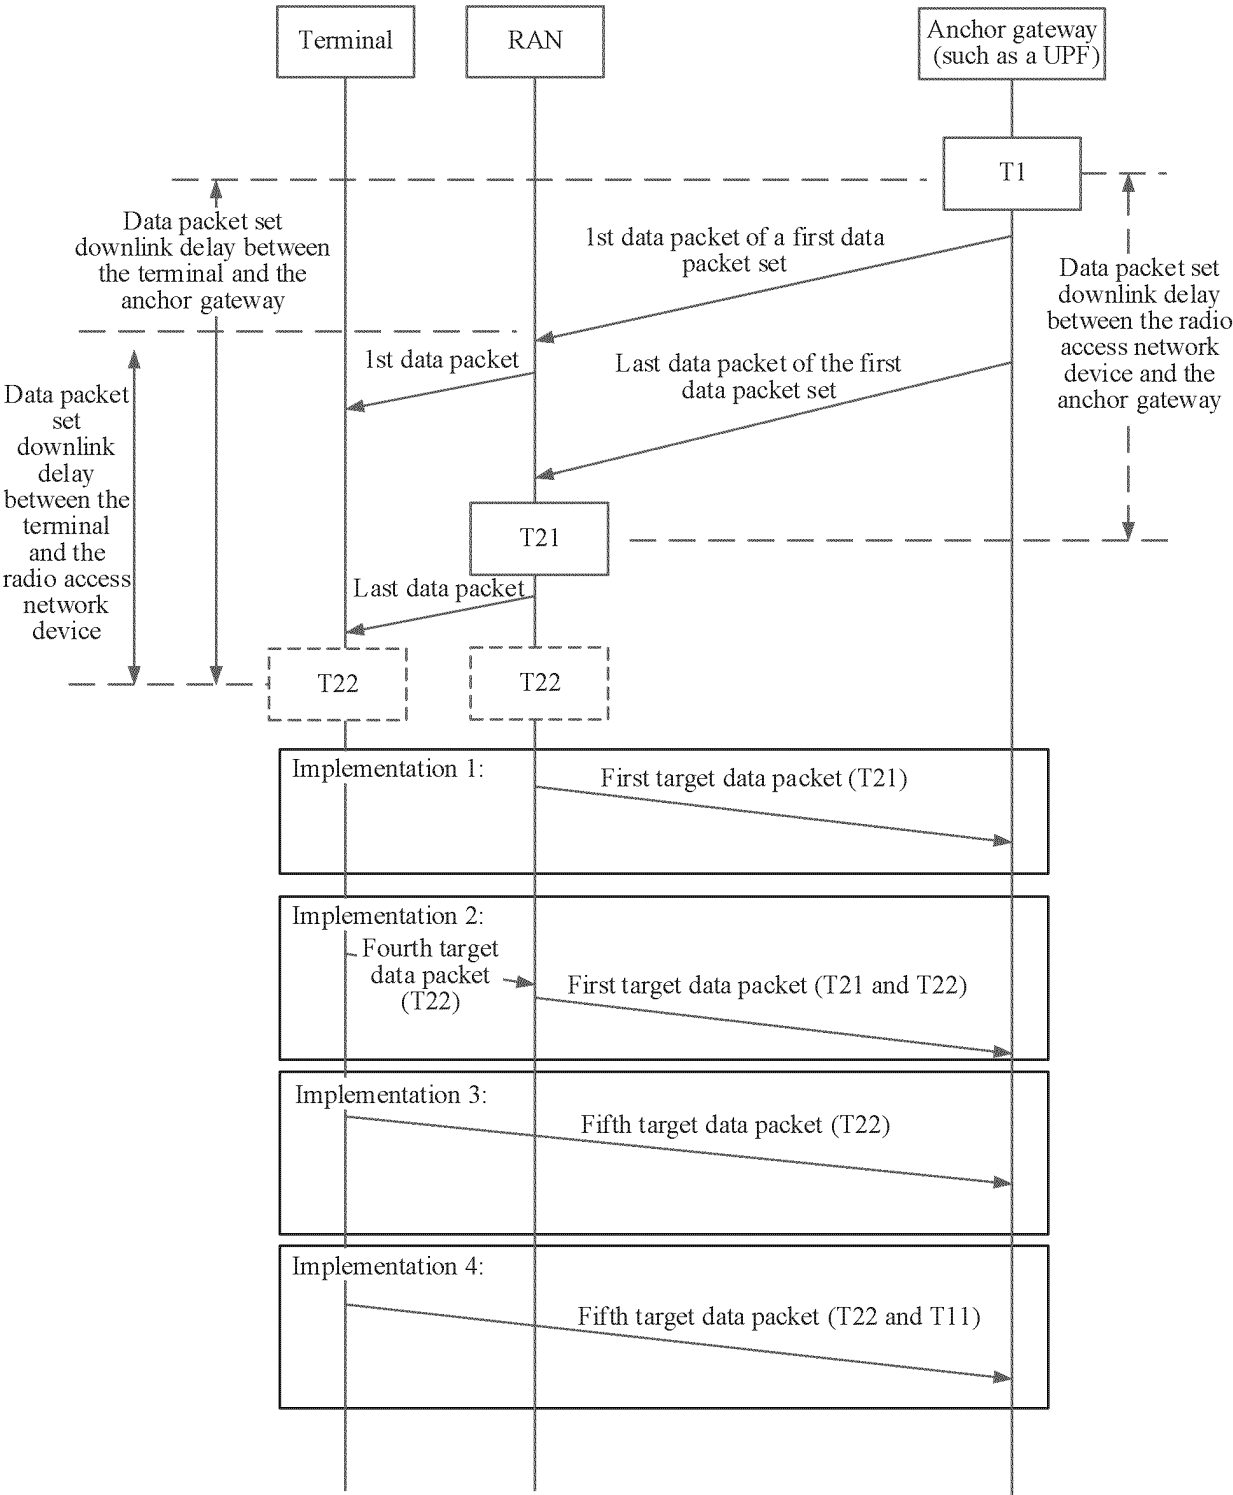 Terminal
RAN
Anchor gateway
(such as a UPF)
T1
Data packet set
downlink delay between
the terminal and the
anchor gateway
1st data packet of a first data
packet set
Data packet set
downlink delay
between the radio
access network
device and the
anchor gateway
1st data packet
Last data packet of the first
data packet set
Data packet
set
downlink
delay
between the
terminal
and the
radio access
network
device
T21
Last data packet
T22
T22
Implementation 1:
First target data packet (T21)
Implementation 2:
Fourth target
data packet
(T22)
First target data packet (T21 and T22)
Implementation 3:
Fifth target data packet (T22)
Implementation 4:
Fifth target data packet (T22 and T11)